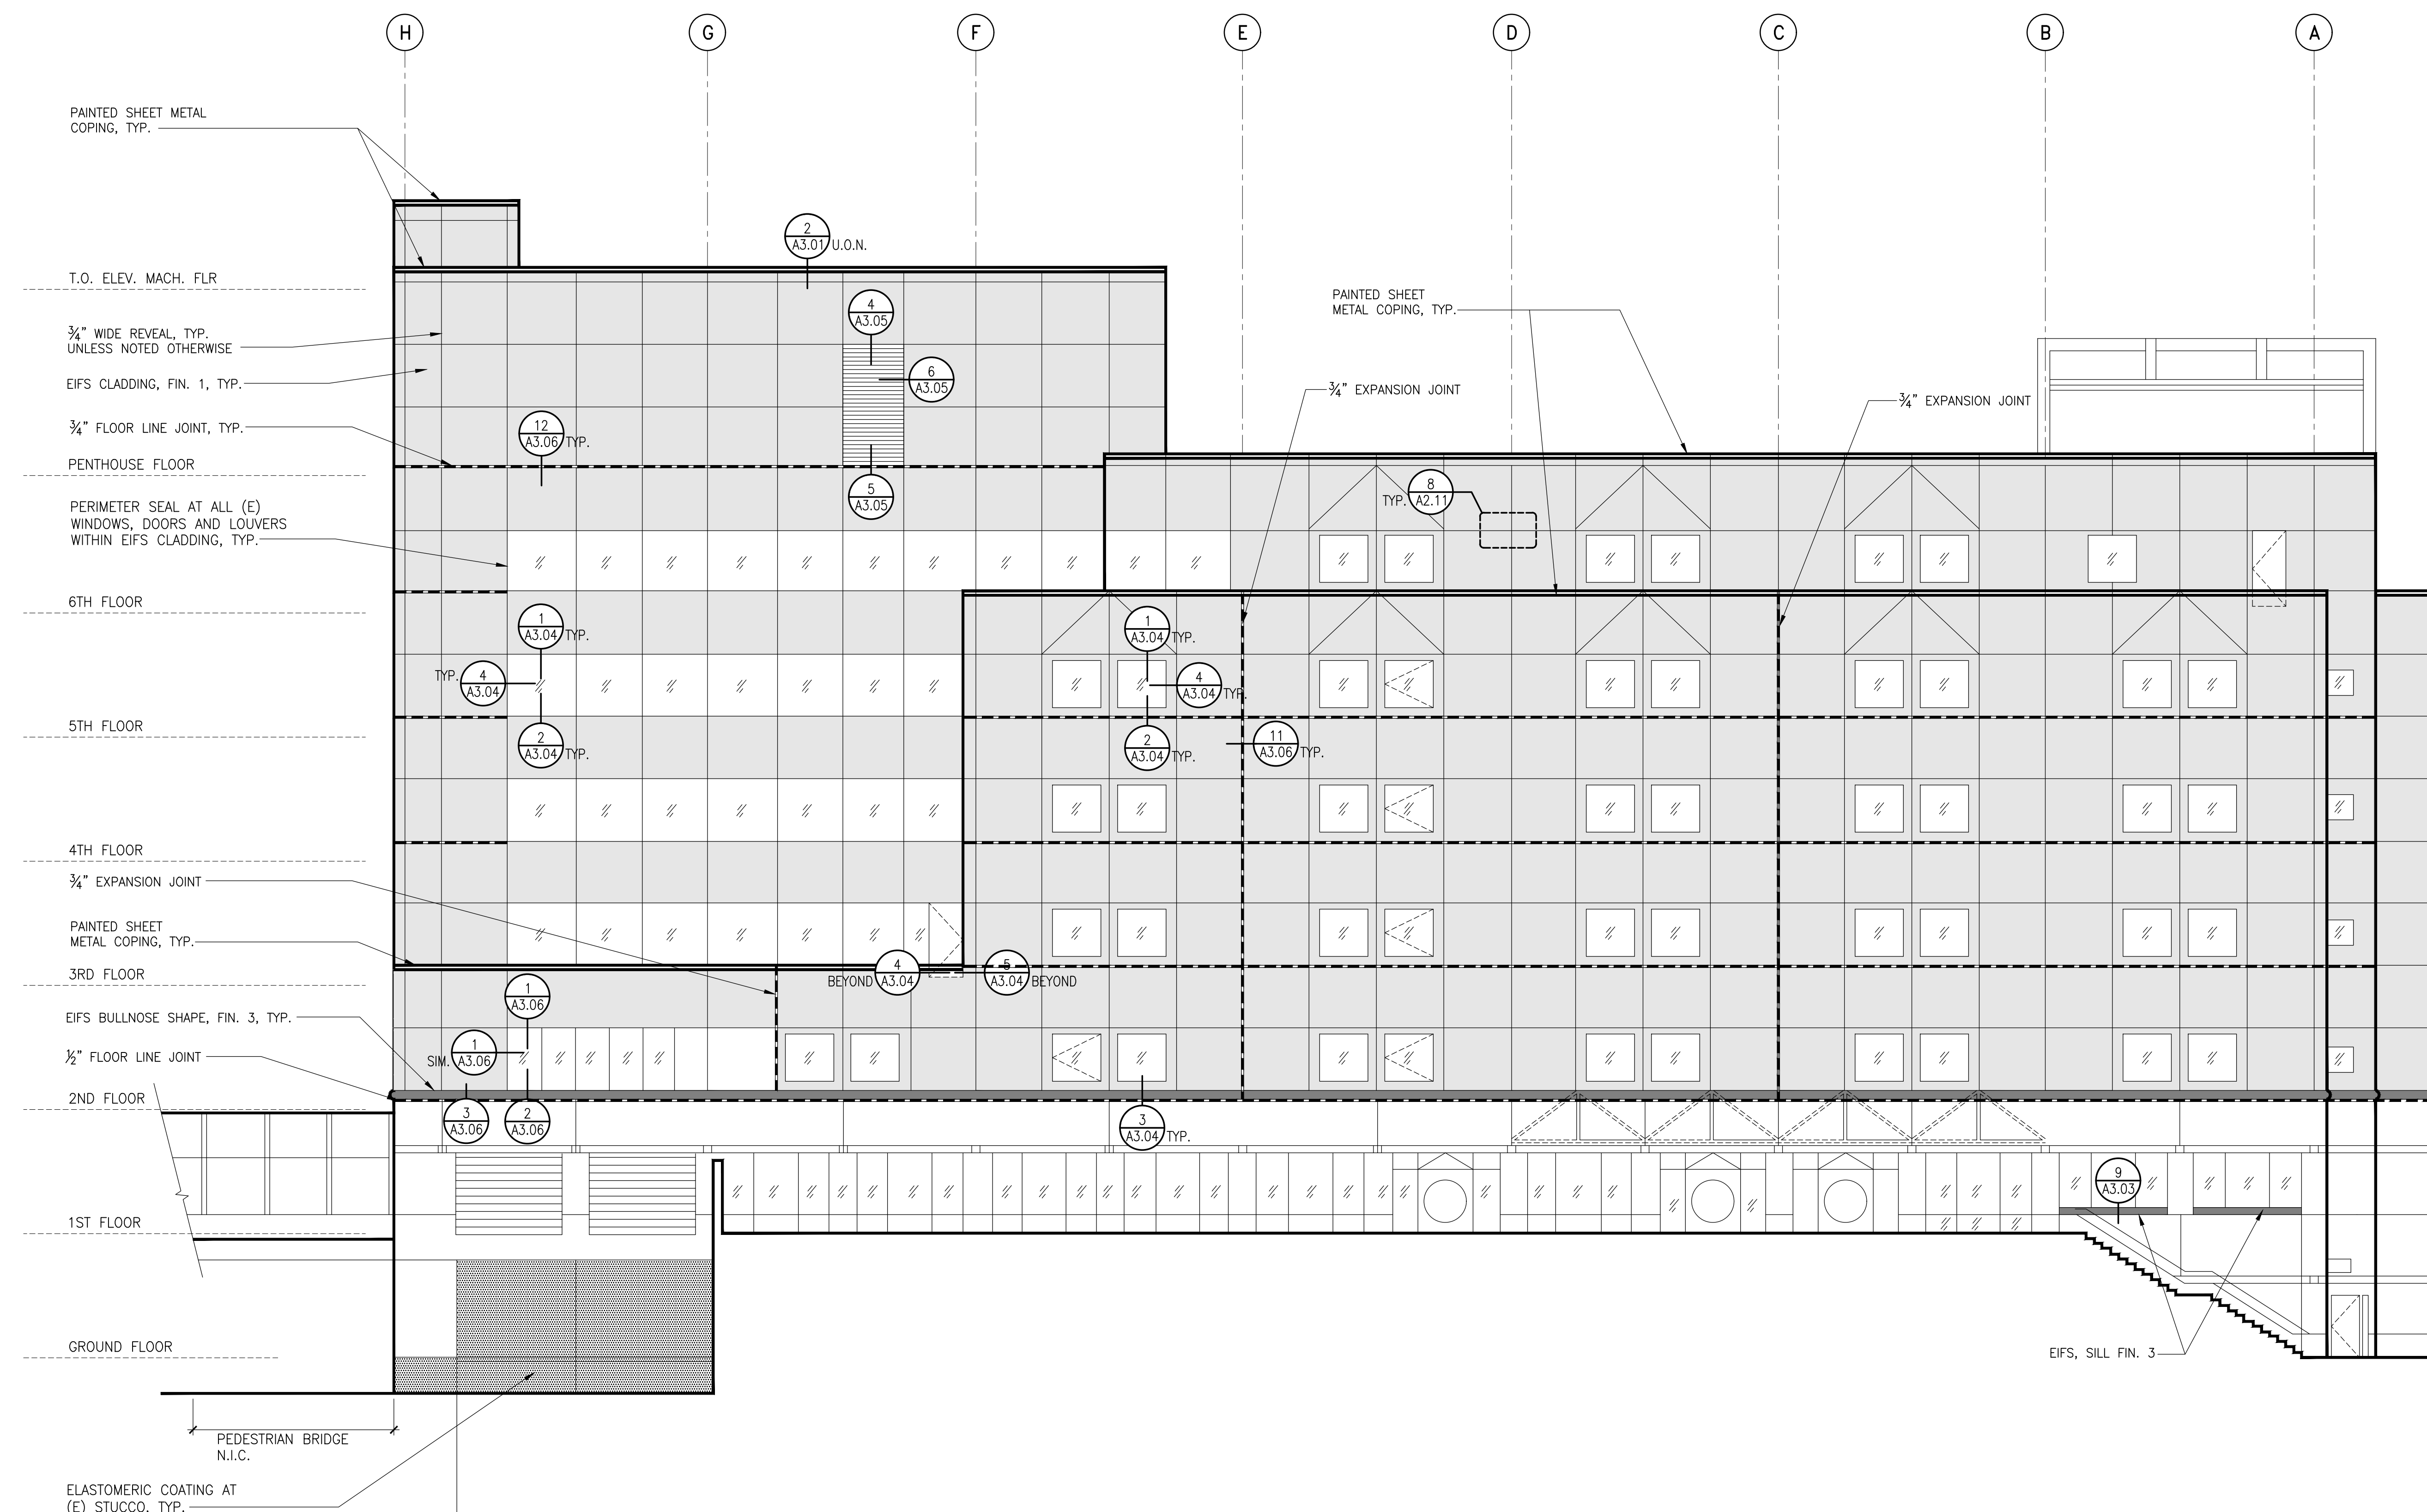 H G F E D C B A
PAINTED SHEET METAL
COPING, TYP.
2
A3.01 U.O.N.
T.O. ELEV. MACH. FLR
PAINTED SHEET
METAL COPING, TYP.
4
A3.05
¾" WIDE REVEAL, TYP.
UNLESS NOTED OTHERWISE
6
A3.05
EIFS CLADDING, FIN. 1, TYP.
¾" EXPANSION JOINT
¾" EXPANSION JOINT
¾" FLOOR LINE JOINT, TYP.
12
A3.06 TYP.
PENTHOUSE FLOOR
5
A3.05
8
TYP. A2.11
PERIMETER SEAL AT ALL (E)
WINDOWS, DOORS AND LOUVERS
WITHIN EIFS CLADDING, TYP.
6TH FLOOR
1
A3.04 TYP.
1
A3.04 TYP.
TYP. 4
A3.04
4
A3.04 TYP.
5TH FLOOR
2
A3.04 TYP.
2
A3.04 TYP.
11
A3.06 TYP.
4TH FLOOR
¾" EXPANSION JOINT
PAINTED SHEET
METAL COPING, TYP.
3RD FLOOR
4
BEYOND A3.04
5
A3.04 BEYOND
1
A3.06
EIFS BULLNOSE SHAPE, FIN. 3, TYP.
1
SIM. A3.06
½" FLOOR LINE JOINT
2ND FLOOR
3
A3.06
2
A3.06
3
A3.04 TYP.
9
A3.03
1ST FLOOR
GROUND FLOOR
EIFS, SILL FIN. 3
PEDESTRIAN BRIDGE
N.I.C.
ELASTOMERIC COATING AT
(E) STUCCO, TYP.